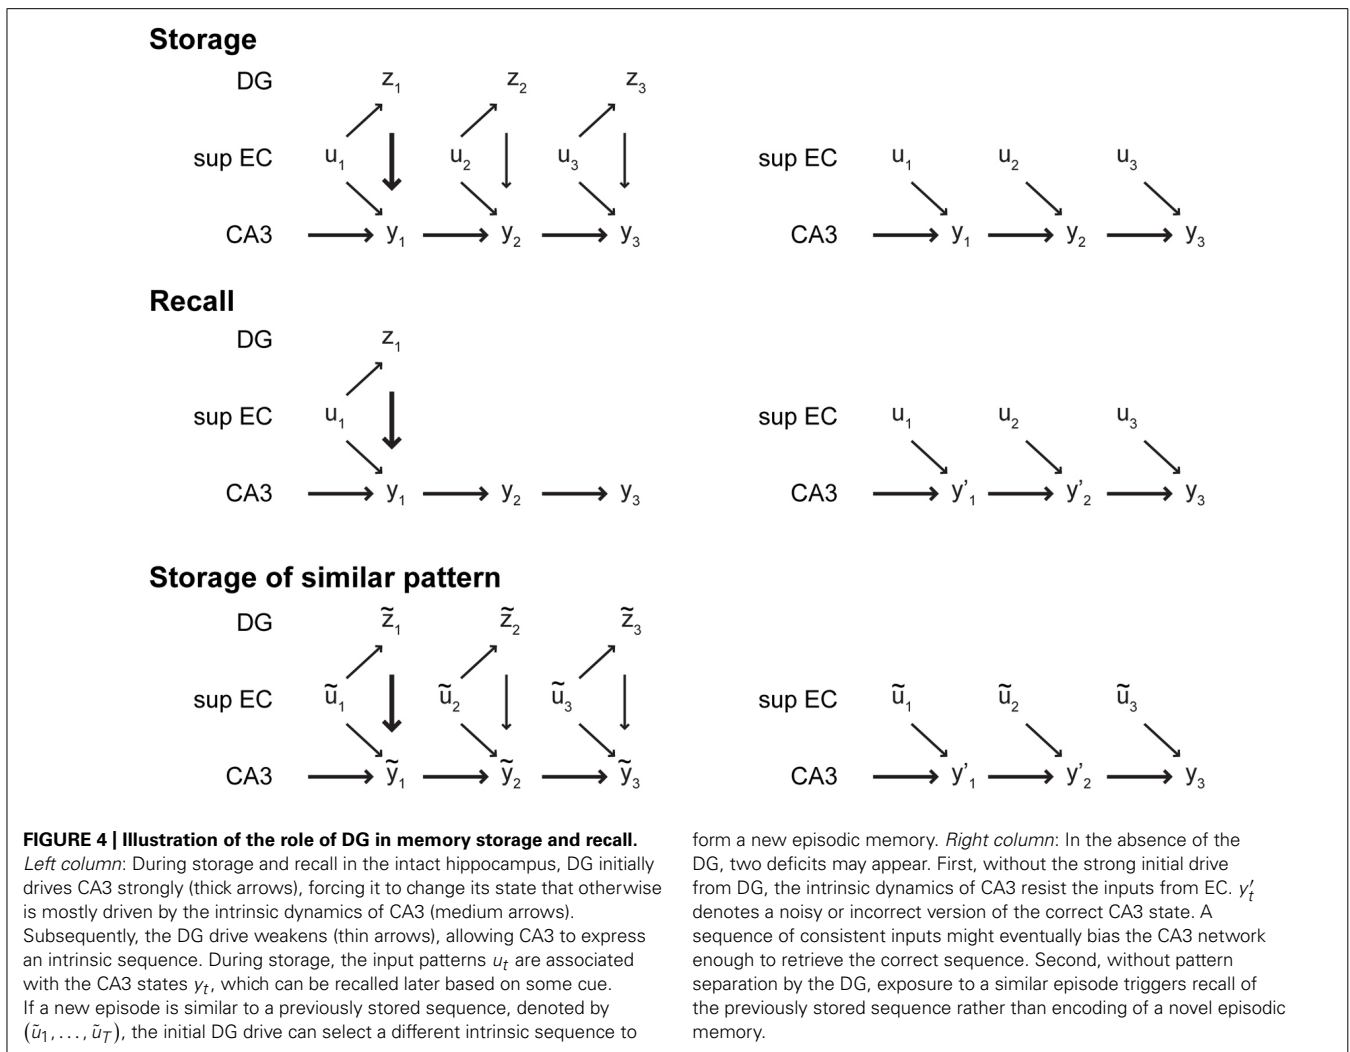 Storage
DG z1 z2 z3
sup EC u1 u2 u3 sup EC u1 u2 u3
CA3 y1 y2 y3 CA3 y1 y2 y3
Recall
DG z1
sup EC u1 sup EC u1 u2 u3
CA3 y1 y2 y3 CA3 y'1 y'2 y3
Storage of similar pattern
DG z̃1 z̃2 z̃3
sup EC ũ1 ũ2 ũ3 sup EC ũ1 ũ2 ũ3
CA3 ỹ1 ỹ2 ỹ3 CA3 y'1 y'2 y3
FIGURE 4 | Illustration of the role of DG in memory storage and recall.
Left column: During storage and recall in the intact hippocampus, DG initially
drives CA3 strongly (thick arrows), forcing it to change its state that otherwise
is mostly driven by the intrinsic dynamics of CA3 (medium arrows).
Subsequently, the DG drive weakens (thin arrows), allowing CA3 to express
an intrinsic sequence. During storage, the input patterns ut are associated
with the CA3 states yt, which can be recalled later based on some cue.
If a new episode is similar to a previously stored sequence, denoted by
(ũ1, . . . , ũT), the initial DG drive can select a different intrinsic sequence to
form a new episodic memory. Right column: In the absence of the
DG, two deficits may appear. First, without the strong initial drive
from DG, the intrinsic dynamics of CA3 resist the inputs from EC. y't
denotes a noisy or incorrect version of the correct CA3 state. A
sequence of consistent inputs might eventually bias the CA3 network
enough to retrieve the correct sequence. Second, without pattern
separation by the DG, exposure to a similar episode triggers recall of
the previously stored sequence rather than encoding of a novel episodic
memory.